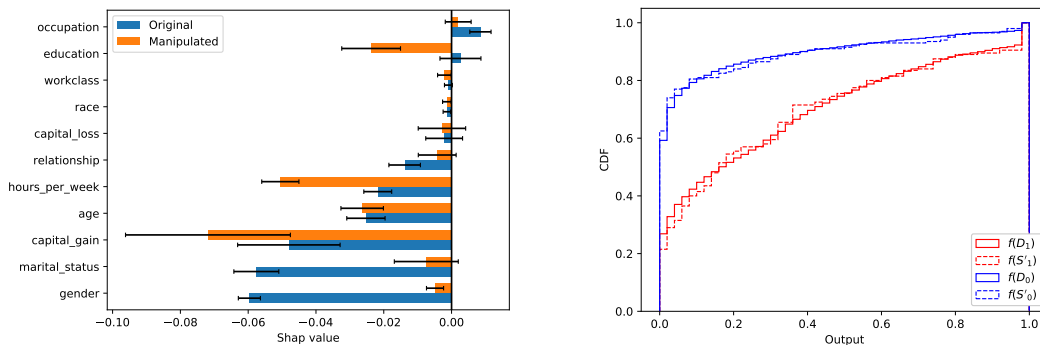 Original
Manipulated
occupation
education
workclass
race
capital_loss
relationship
hours_per_week
age
capital_gain
marital_status
gender
−0.10 −0.08 −0.06 −0.04 −0.02 0.00
Shap value
1.0
0.8
0.6
0.4
0.2
0.0
CDF
f(D₁)
f(S'₁)
f(D₀)
f(S'₀)
0.0 0.2 0.4 0.6 0.8 1.0
Output